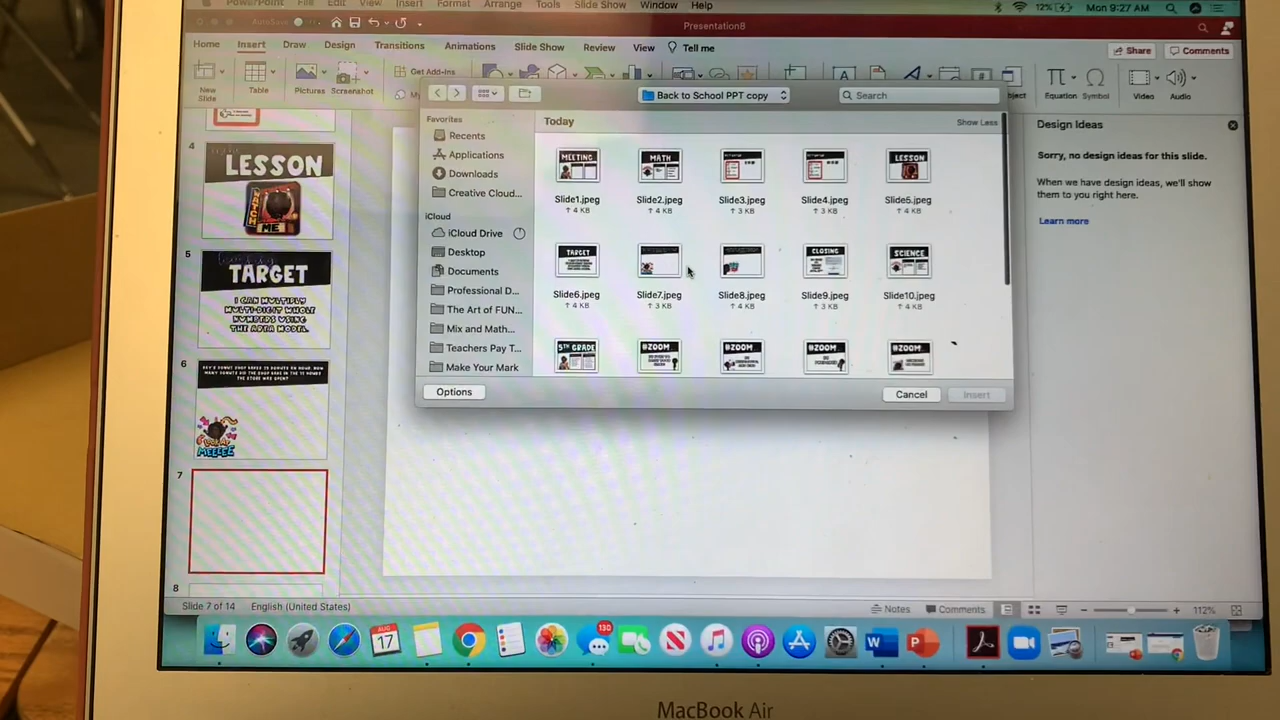 PowerPoint File Edit View Insert Format Arrange Tools Slide Show Window Help 12% Mon 9:27 AM
AutoSave Presentation8
Home Insert Draw Design Transitions Animations Slide Show Review View Tell me Share Comments
Get Add-ins
New Slide Table Pictures Screenshot Equation Symbol Video Audio
Back to School PPT copy Search
Favorites
Recents
Applications
Downloads
Creative Cloud...
iCloud
iCloud Drive
Desktop
Documents
Professional D...
The Art of FUN...
Mix and Math...
Teachers Pay T...
Make Your Mark
Today Show Less
MEETING MATH LESSON
Slide1.jpeg Slide2.jpeg Slide3.jpeg Slide4.jpeg Slide5.jpeg
4 KB 4 KB 3 KB 3 KB 4 KB
TARGET CLOSING SCIENCE
Slide6.jpeg Slide7.jpeg Slide8.jpeg Slide9.jpeg Slide10.jpeg
4 KB 3 KB 4 KB 3 KB 4 KB
5TH GRADE #ZOOM #ZOOM #ZOOM #ZOOM
Options Cancel Insert
Design Ideas
Sorry, no design ideas for this slide.
When we have design ideas, we'll show
them to you right here.
Learn more
4
LESSON
WATCH
ME
5
TARGET
I CAN MULTIPLY
MULTI-DIGIT WHOLE
NUMBERS USING
THE AREA MODEL.
6
MEEEEE
7
8
Slide 7 of 14 English (United States) Notes Comments 112%
AUG
17
130
MacBook Air